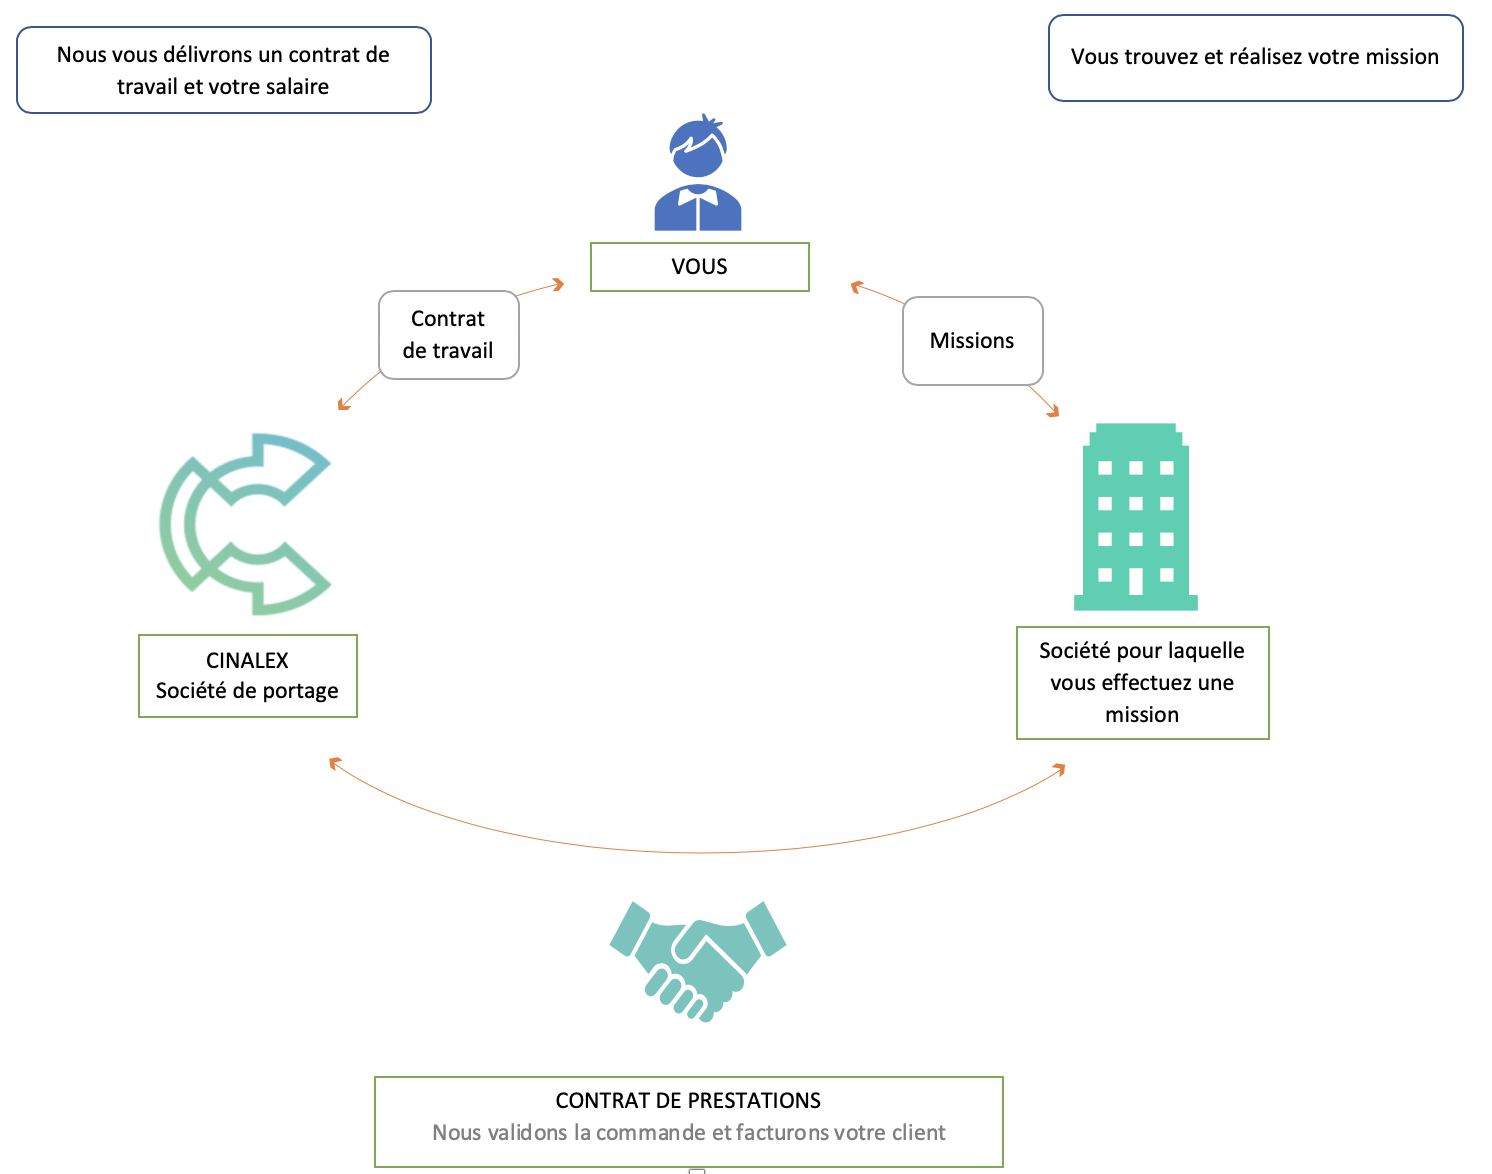 Nous vous délivrons un contrat de
travail et votre salaire
Vous trouvez et réalisez votre mission
VOUS
Contrat
de travail
Missions
CINALEX
Société de portage
Société pour laquelle
vous effectuez une
mission
CONTRAT DE PRESTATIONS
Nous validons la commande et facturons votre client